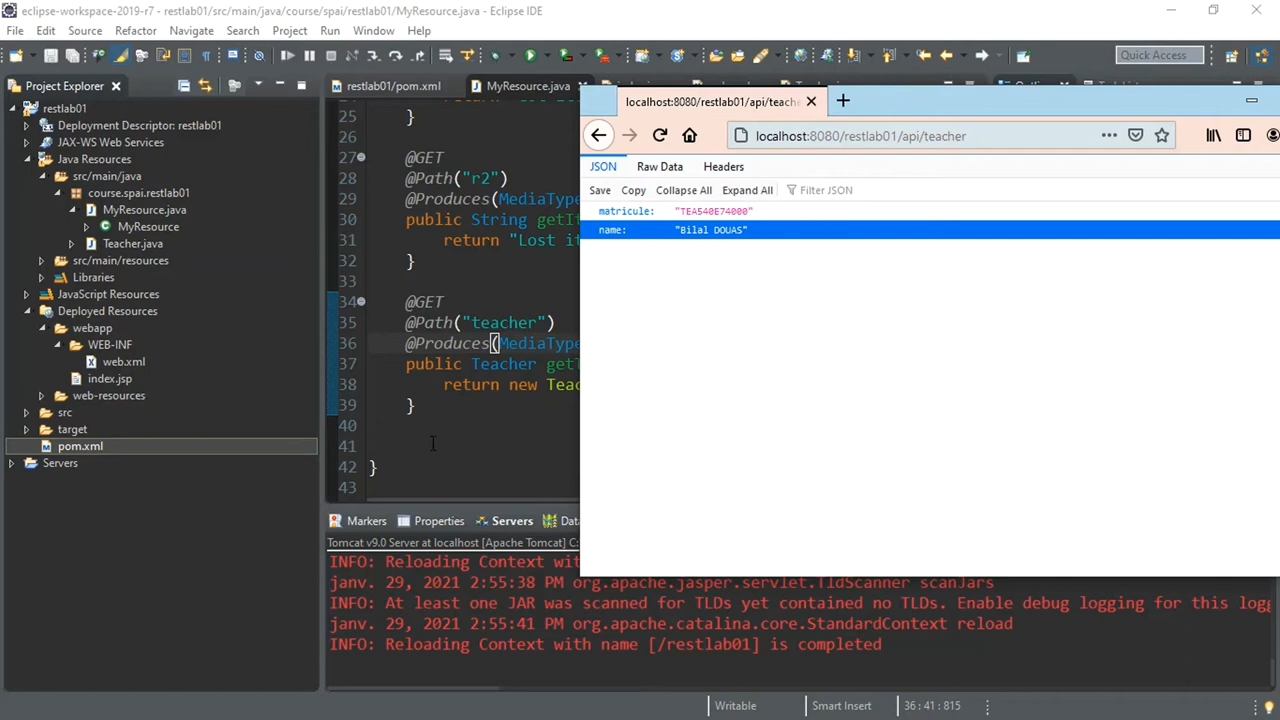 eclipse-workspace-2019-r7 - restlab01/src/main/java/course/spai/restlab01/MyResource.java - Eclipse IDE
File Edit Source Refactor Navigate Search Project Run Window Help
Quick Access
Project Explorer
restlab01
Deployment Descriptor: restlab01
JAX-WS Web Services
Java Resources
src/main/java
course.spai.restlab01
MyResource.java
MyResource
Teacher.java
src/main/resources
Libraries
JavaScript Resources
Deployed Resources
webapp
WEB-INF
web.xml
index.jsp
web-resources
src
target
pom.xml
Servers
restlab01/pom.xml MyResource.java
25 }
26
27 @GET
28 @Path("r2")
29 @Produces(MediaType
30 public String getI
31 return "Lost it
32 }
33
34 @GET
35 @Path("teacher")
36 @Produces(MediaType
37 public Teacher get
38 return new Teac
39 }
40
41
42 }
43
localhost:8080/restlab01/api/teache
localhost:8080/restlab01/api/teacher
JSON Raw Data Headers
Save Copy Collapse All Expand All Filter JSON
matricule: "TEA540E74000"
name: "Bilal DOUAS"
Markers Properties Servers Dat
Tomcat v9.0 Server at localhost [Apache Tomcat] C:
INFO: Reloading Context wit
janv. 29, 2021 2:55:38 PM org.apache.jasper.servlet.TldScanner scanJars
INFO: At least one JAR was scanned for TLDs yet contained no TLDs. Enable debug logging for this logg
janv. 29, 2021 2:55:41 PM org.apache.catalina.core.StandardContext reload
INFO: Reloading Context with name [/restlab01] is completed
Writable Smart Insert 36 : 41 : 815